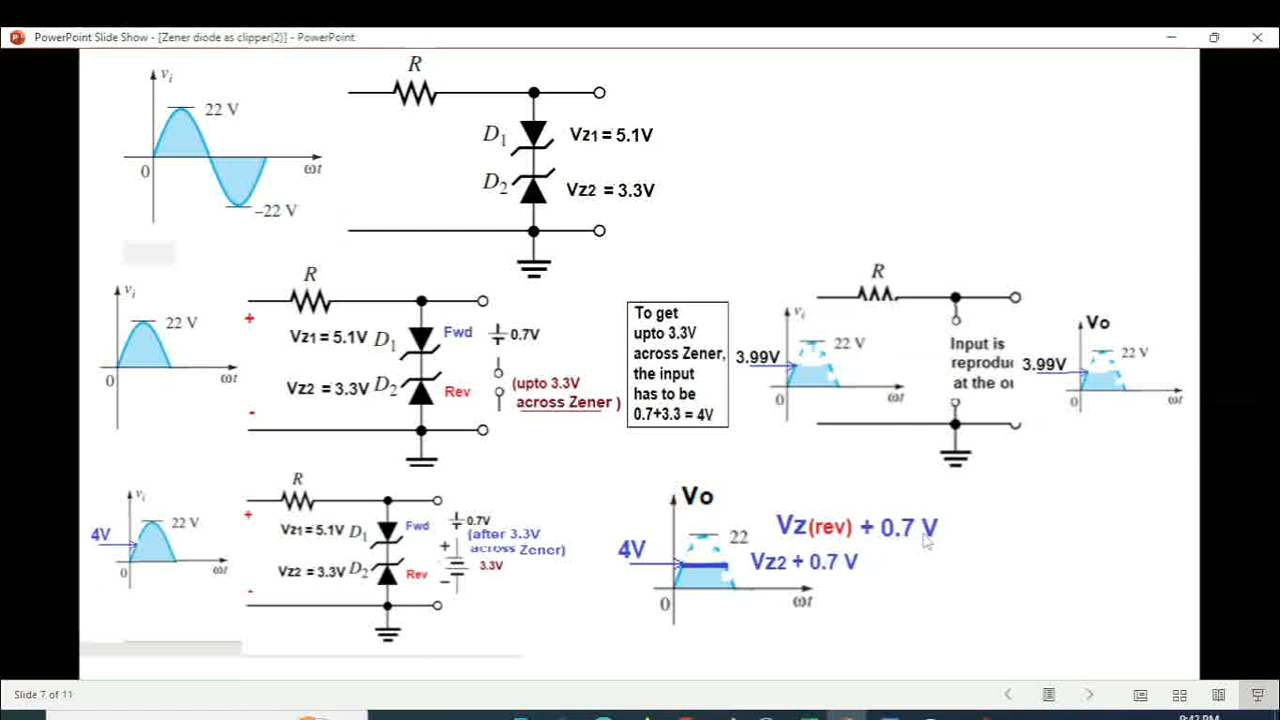 PowerPoint Slide Show - [Zener diode as clipper(2)] - PowerPoint
vi
22 V
0
ωt
–22 V
R
D1
Vz1 = 5.1V
D2
Vz2 = 3.3V
vi
22 V
0
ωt
R
+
Vz1 = 5.1V D1
Fwd
0.7V
Vz2 = 3.3V D2
Rev
(upto 3.3V
across Zener )
-
To get
upto 3.3V
across Zener,
the input
has to be
0.7+3.3 = 4V
vi
22 V
3.99V
0
ωt
R
Input is
reprodu
at the o
Vo
22 V
3.99V
0
ωt
vi
22 V
4V
0
ωt
R
+
Vz1 = 5.1V D1
Fwd
0.7V
(after 3.3V
across Zener)
+
Vz2 = 3.3V D2
Rev
3.3V
–
-
Vo
22
4V
0
ωt
Vz(rev) + 0.7 V
Vz2 + 0.7 V
Slide 7 of 11